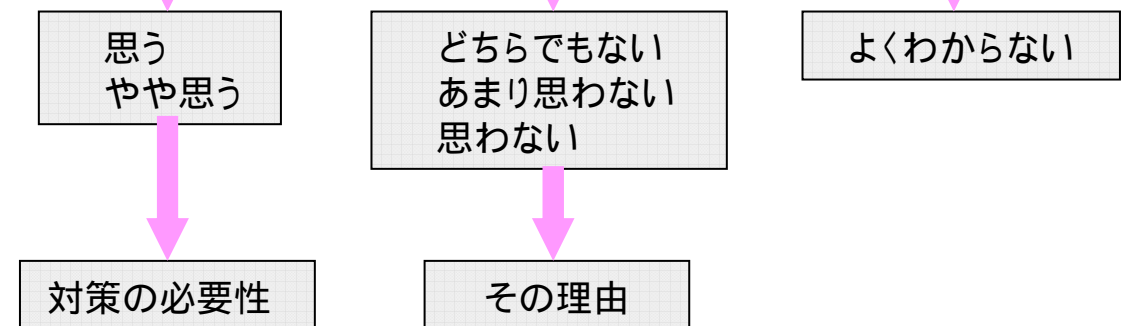 思う
やや思う
どちらでもない
あまり思わない
思わない
よくわからない
対策の必要性
その理由